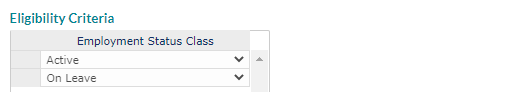 Eligibility Criteria
Employment Status Class
Active
On Leave